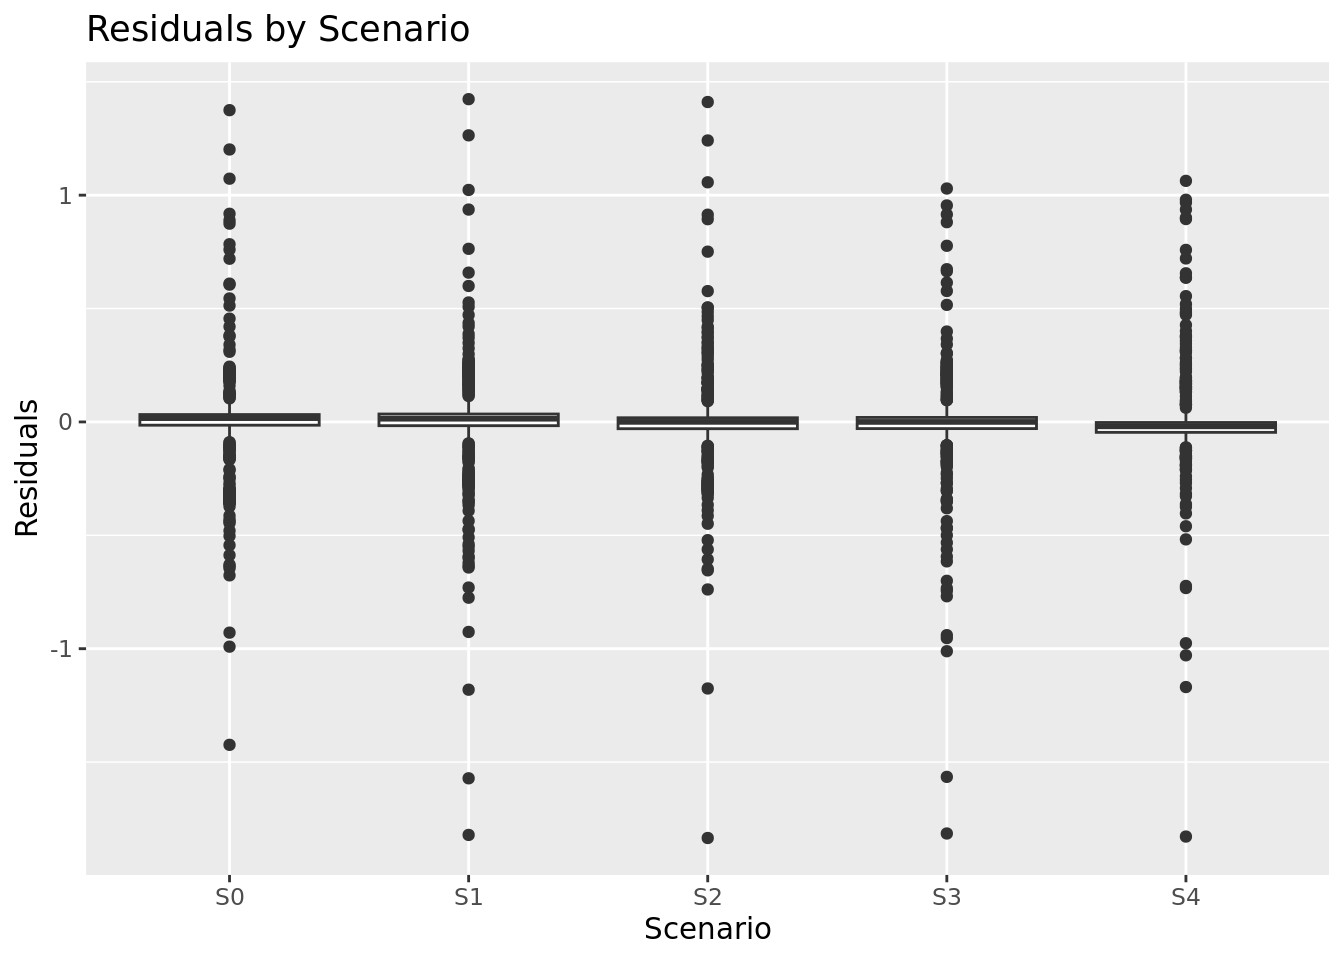 Residuals by Scenario
Residuals
1
0
-1
S0 S1 S2 S3 S4
Scenario